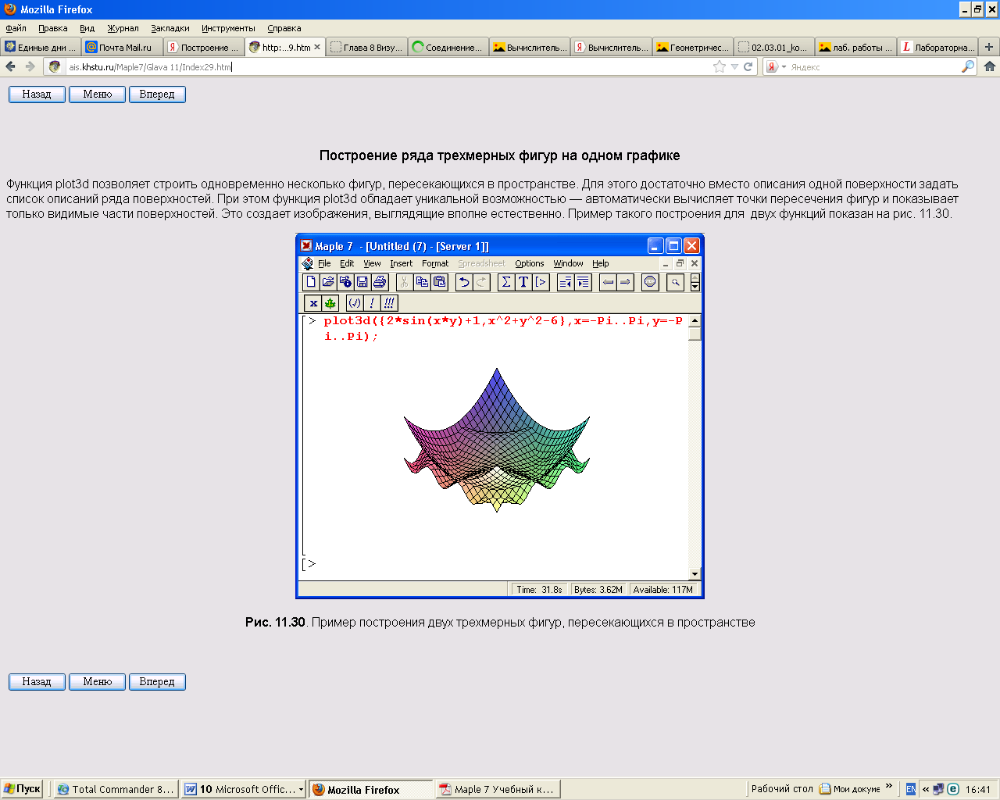 Mozilla Firefox
Файл Правка Вид Журнал Закладки Инструменты Справка
Единые дни ... Почта Mail.ru Построение ... http:...9.htm Глава 8 Визу... Соединение... Вычислитель... Вычислитель... Геометричес... 02.03.01_ко... лаб. работы ... Лабораторна...
ais.khstu.ru/Maple7/Glava 11/Index29.htm Яндекс
Назад Меню Вперед
Построение ряда трехмерных фигур на одном графике
Функция plot3d позволяет строить одновременно несколько фигур, пересекающихся в пространстве. Для этого достаточно вместо описания одной поверхности задать
список описаний ряда поверхностей. При этом функция plot3d обладает уникальной возможностью — автоматически вычисляет точки пересечения фигур и показывает
только видимые части поверхностей. Это создает изображения, выглядящие вполне естественно. Пример такого построения для двух функций показан на рис. 11.30.
Maple 7 - [Untitled (7) - [Server 1]]
File Edit View Insert Format Spreadsheet Options Window Help
> plot3d({2*sin(x*y)+1,x^2+y^2-6},x=-Pi..Pi,y=-P
i..Pi);
>
Time: 31.8s Bytes: 3.62M Available: 117M
Рис. 11.30. Пример построения двух трехмерных фигур, пересекающихся в пространстве
Назад Меню Вперед
Пуск Total Commander 8... 10 Microsoft Offic... Mozilla Firefox Maple 7 Учебный к... Рабочий стол Мои докуме » EN « 16:41